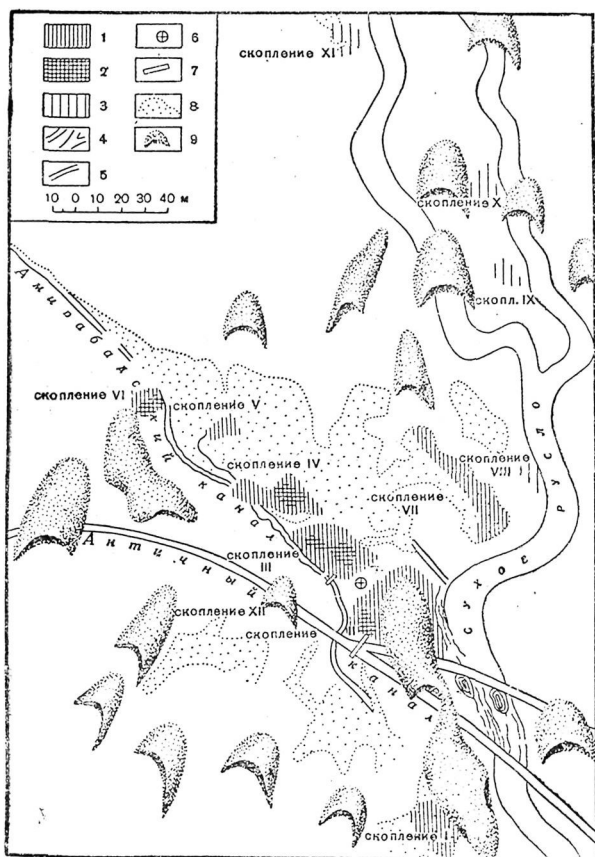 скопление XI
1 6
2 7
3 8
4 9
5
10 0 10 20 30 40 м
скопление X
скопл. IX
Амирабадский канал
скопление VI
скопление V
скопление IV
скопление VIII
скопление VII
Сухое русло
Античный канал
скопление III
скопление XII
скопление
скопление I